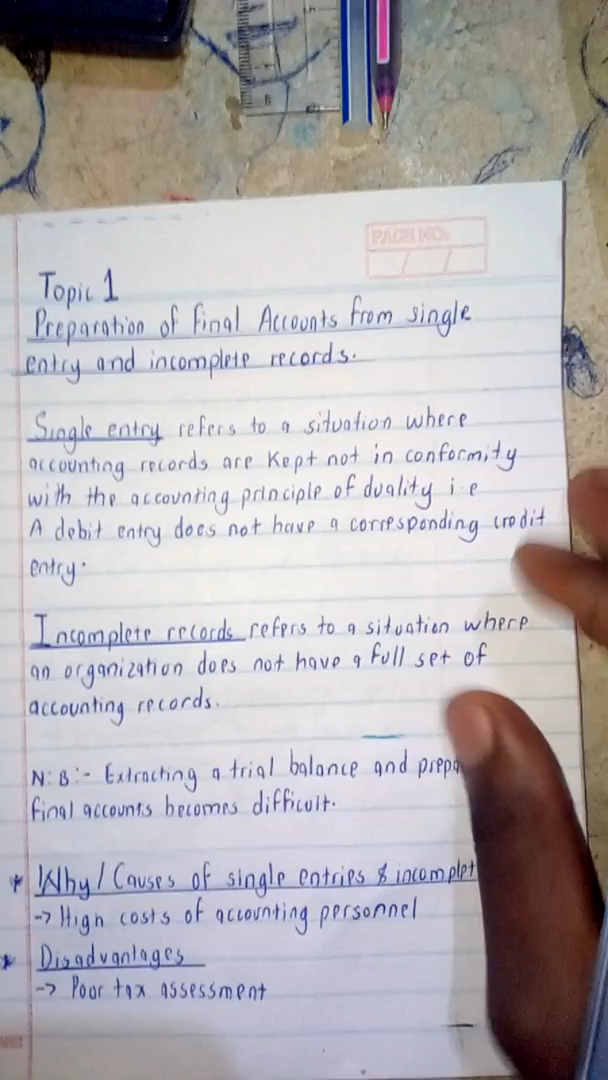 PAGE NO:
/ /
Topic 1
Preparation of Final Accounts from single
entry and incomplete records.
Single entry refers to a situation where
accounting records are Kept not in conformity
with the accounting principle of duality i.e
A debit entry does not have a corresponding credit
entry.
Incomplete records refers to a situation where
an organization does not have a full set of
accounting records.
N:B:- Extracting a trial balance and prepa
final accounts becomes difficult.
* Why/Causes of single entries & incomplet
-> High costs of accounting personnel
* Disadvantages
-> Poor tax assessment